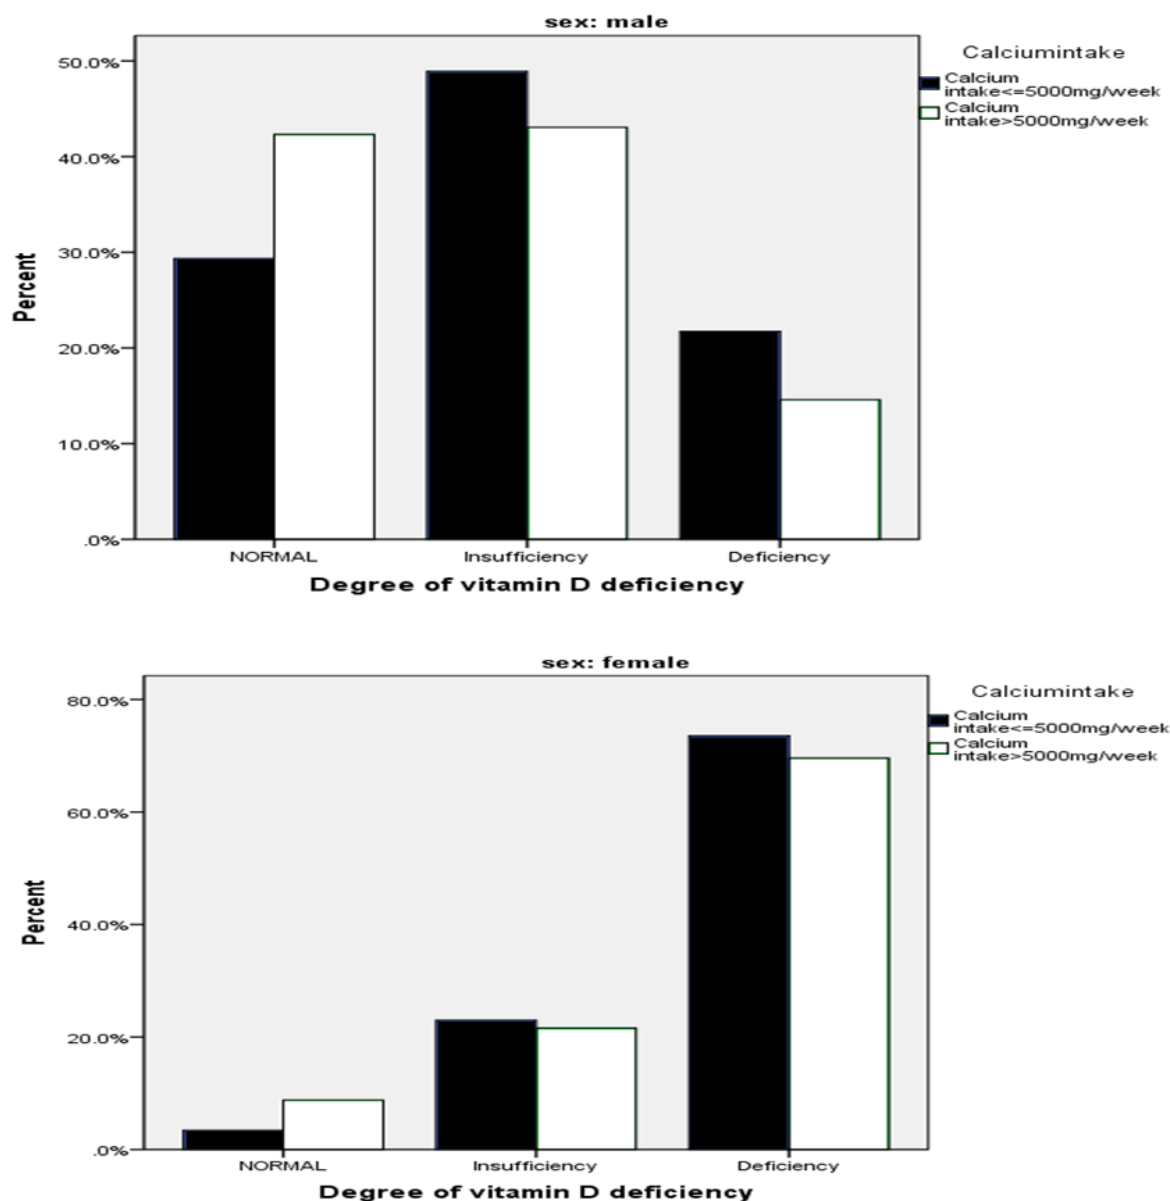 sex: male
Calciumintake
Calcium
intake<=5000mg/week
Calcium
intake>5000mg/week
50.0%
40.0%
30.0%
20.0%
10.0%
.0%
Percent
NORMAL Insufficiency Deficiency
Degree of vitamin D deficiency
sex: female
Calciumintake
Calcium
intake<=5000mg/week
Calcium
intake>5000mg/week
80.0%
60.0%
40.0%
20.0%
.0%
Percent
NORMAL Insufficiency Deficiency
Degree of vitamin D deficiency